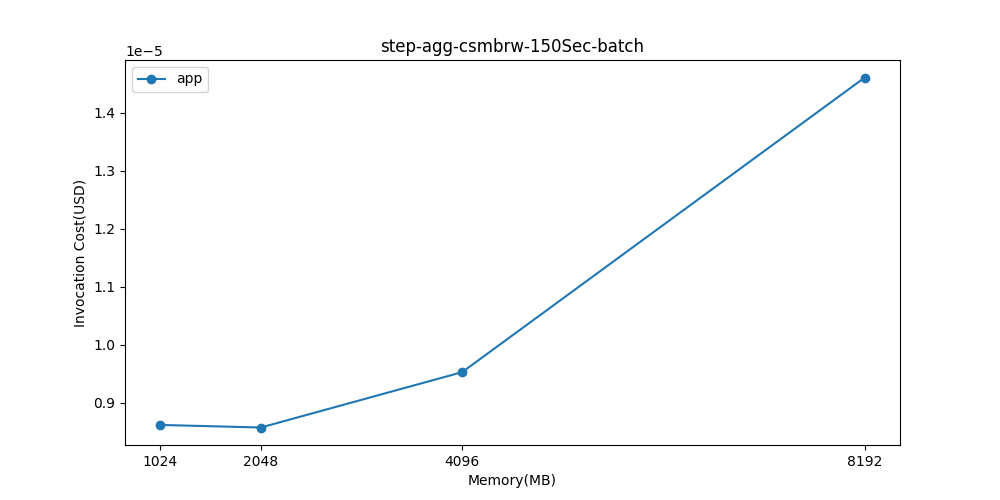 step-agg-csmbrw-150Sec-batch
1e−5
app
1.4
1.3
1.2
1.1
1.0
0.9
Invocation Cost(USD)
1024 2048 4096 8192
Memory(MB)